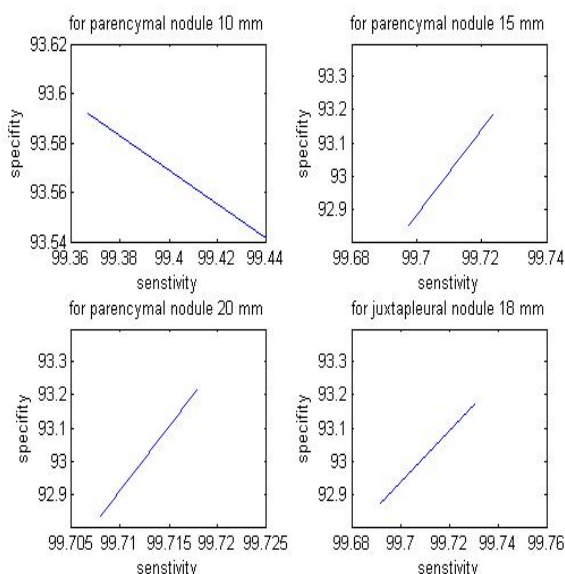 for parencymal nodule 10 mm
93.62
93.6
93.58
93.56
93.54
specifity
99.36 99.38 99.4 99.42 99.44
senstivity
for parencymal nodule 15 mm
93.3
93.2
93.1
93
92.9
specifity
99.68 99.7 99.72 99.74
senstivity
for parencymal nodule 20 mm
93.3
93.2
93.1
93
92.9
specifity
99.705 99.71 99.715 99.72 99.725
senstivity
for juxtapleural nodule 18 mm
93.3
93.2
93.1
93
92.9
specifity
99.68 99.7 99.72 99.74 99.76
senstivity